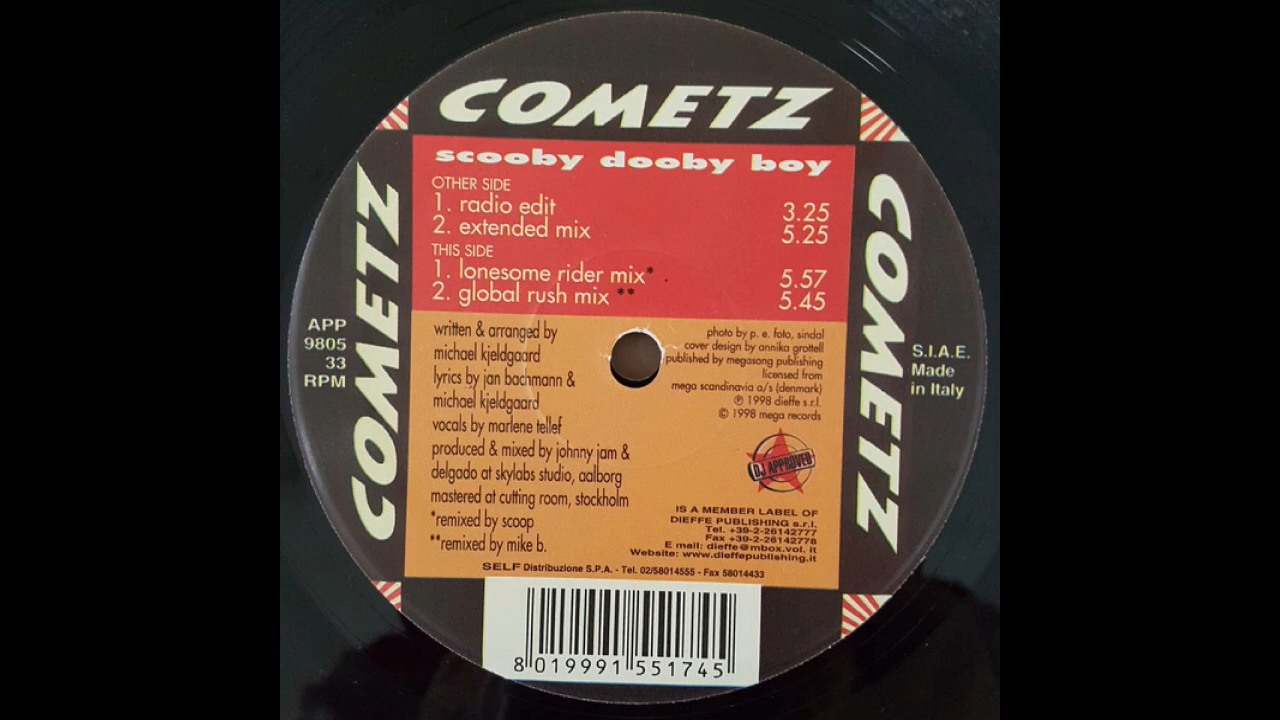 COMETZ
COMETZ
COMETZ
scooby dooby boy
OTHER SIDE
1. radio edit 3.25
2. extended mix 5.25
THIS SIDE
1. lonesome rider mix* 5.57
2. global rush mix ** 5.45
APP
9805
33
RPM
S.I.A.E.
Made
in Italy
written & arranged by
michael kjeldgaard
lyrics by jan bachmann &
michael kjeldgaard
vocals by marlene tellef
produced & mixed by johnny jam &
delgado at skylabs studio, aalborg
mastered at cutting room, stockholm
*remixed by scoop
**remixed by mike b.
photo by p. e. foto, sindal
cover design by annika grottell
published by megasong publishing
licensed from
mega scandinavia a/s (denmark)
℗ 1998 dieffe s.r.l.
© 1998 mega records
DJ APPROVED
IS A MEMBER LABEL OF
DIEFFE PUBLISHING s.r.l.
Tel. +39-2-26142777
Fax +39-2-26142778
E mail: dieffe@mbox.vol. it
Website: www.dieffepublishing.it
SELF Distribuzione S.P.A. - Tel. 02/58014555 - Fax 58014433
8 019991 551745